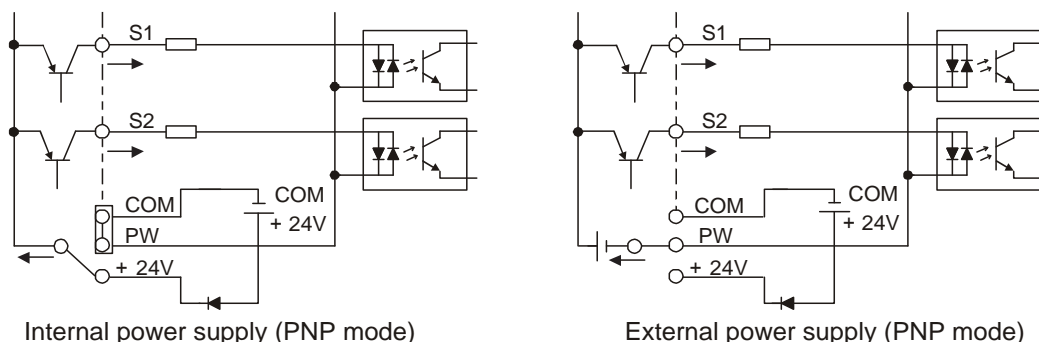 S1
S2
COM
COM
+ 24V
PW
+ 24V
Internal power supply (PNP mode)
S1
S2
COM
COM
+ 24V
PW
+ 24V
External power supply (PNP mode)